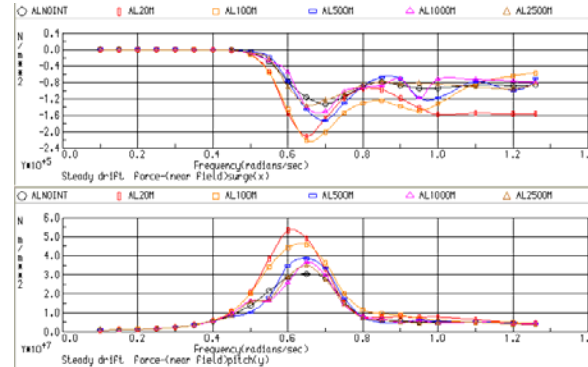 ALNOINT AL20M AL100M AL500M AL1000M AL2500M
N/mm**2
0.4
-0.0
-0.4
-0.8
-1.2
-1.6
-2.0
-2.4
Y*10^+5
0.0 0.2 0.4 0.6 0.8 1.0 1.2
Frequency(radians/sec)
Steady drift Force-(near field)surge(x)
ALNOINT AL20M AL100M AL500M AL1000M AL2500M
6.0
5.0
4.0
3.0
2.0
1.0
0.0
Y*10^+7
0.0 0.2 0.4 0.6 0.8 1.0 1.2
Frequency(radians/sec)
Steady drift Force-(near field)pitch(y)